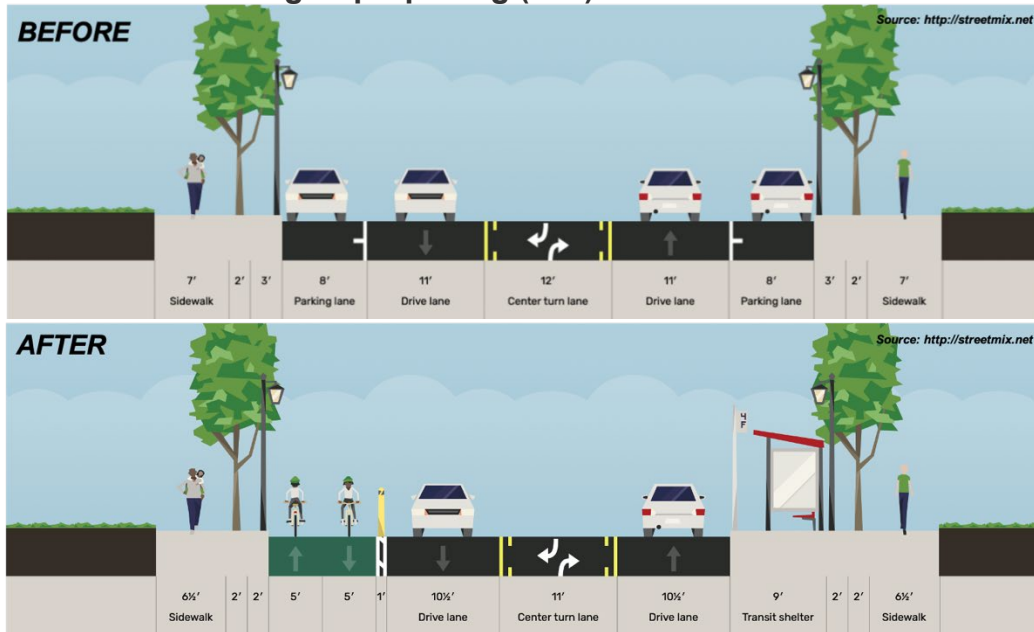 BEFORE
Source: http://streetmix.net
7' 2' 3' 8' 11' 12' 11' 8' 3' 2' 7'
Sidewalk Parking lane Drive lane Center turn lane Drive lane Parking lane Sidewalk
AFTER
Source: http://streetmix.net
4
F
6½' 2' 2' 5' 5' 1' 10½' 11' 10½' 9' 2' 2' 6½'
Sidewalk Drive lane Center turn lane Drive lane Transit shelter Sidewalk